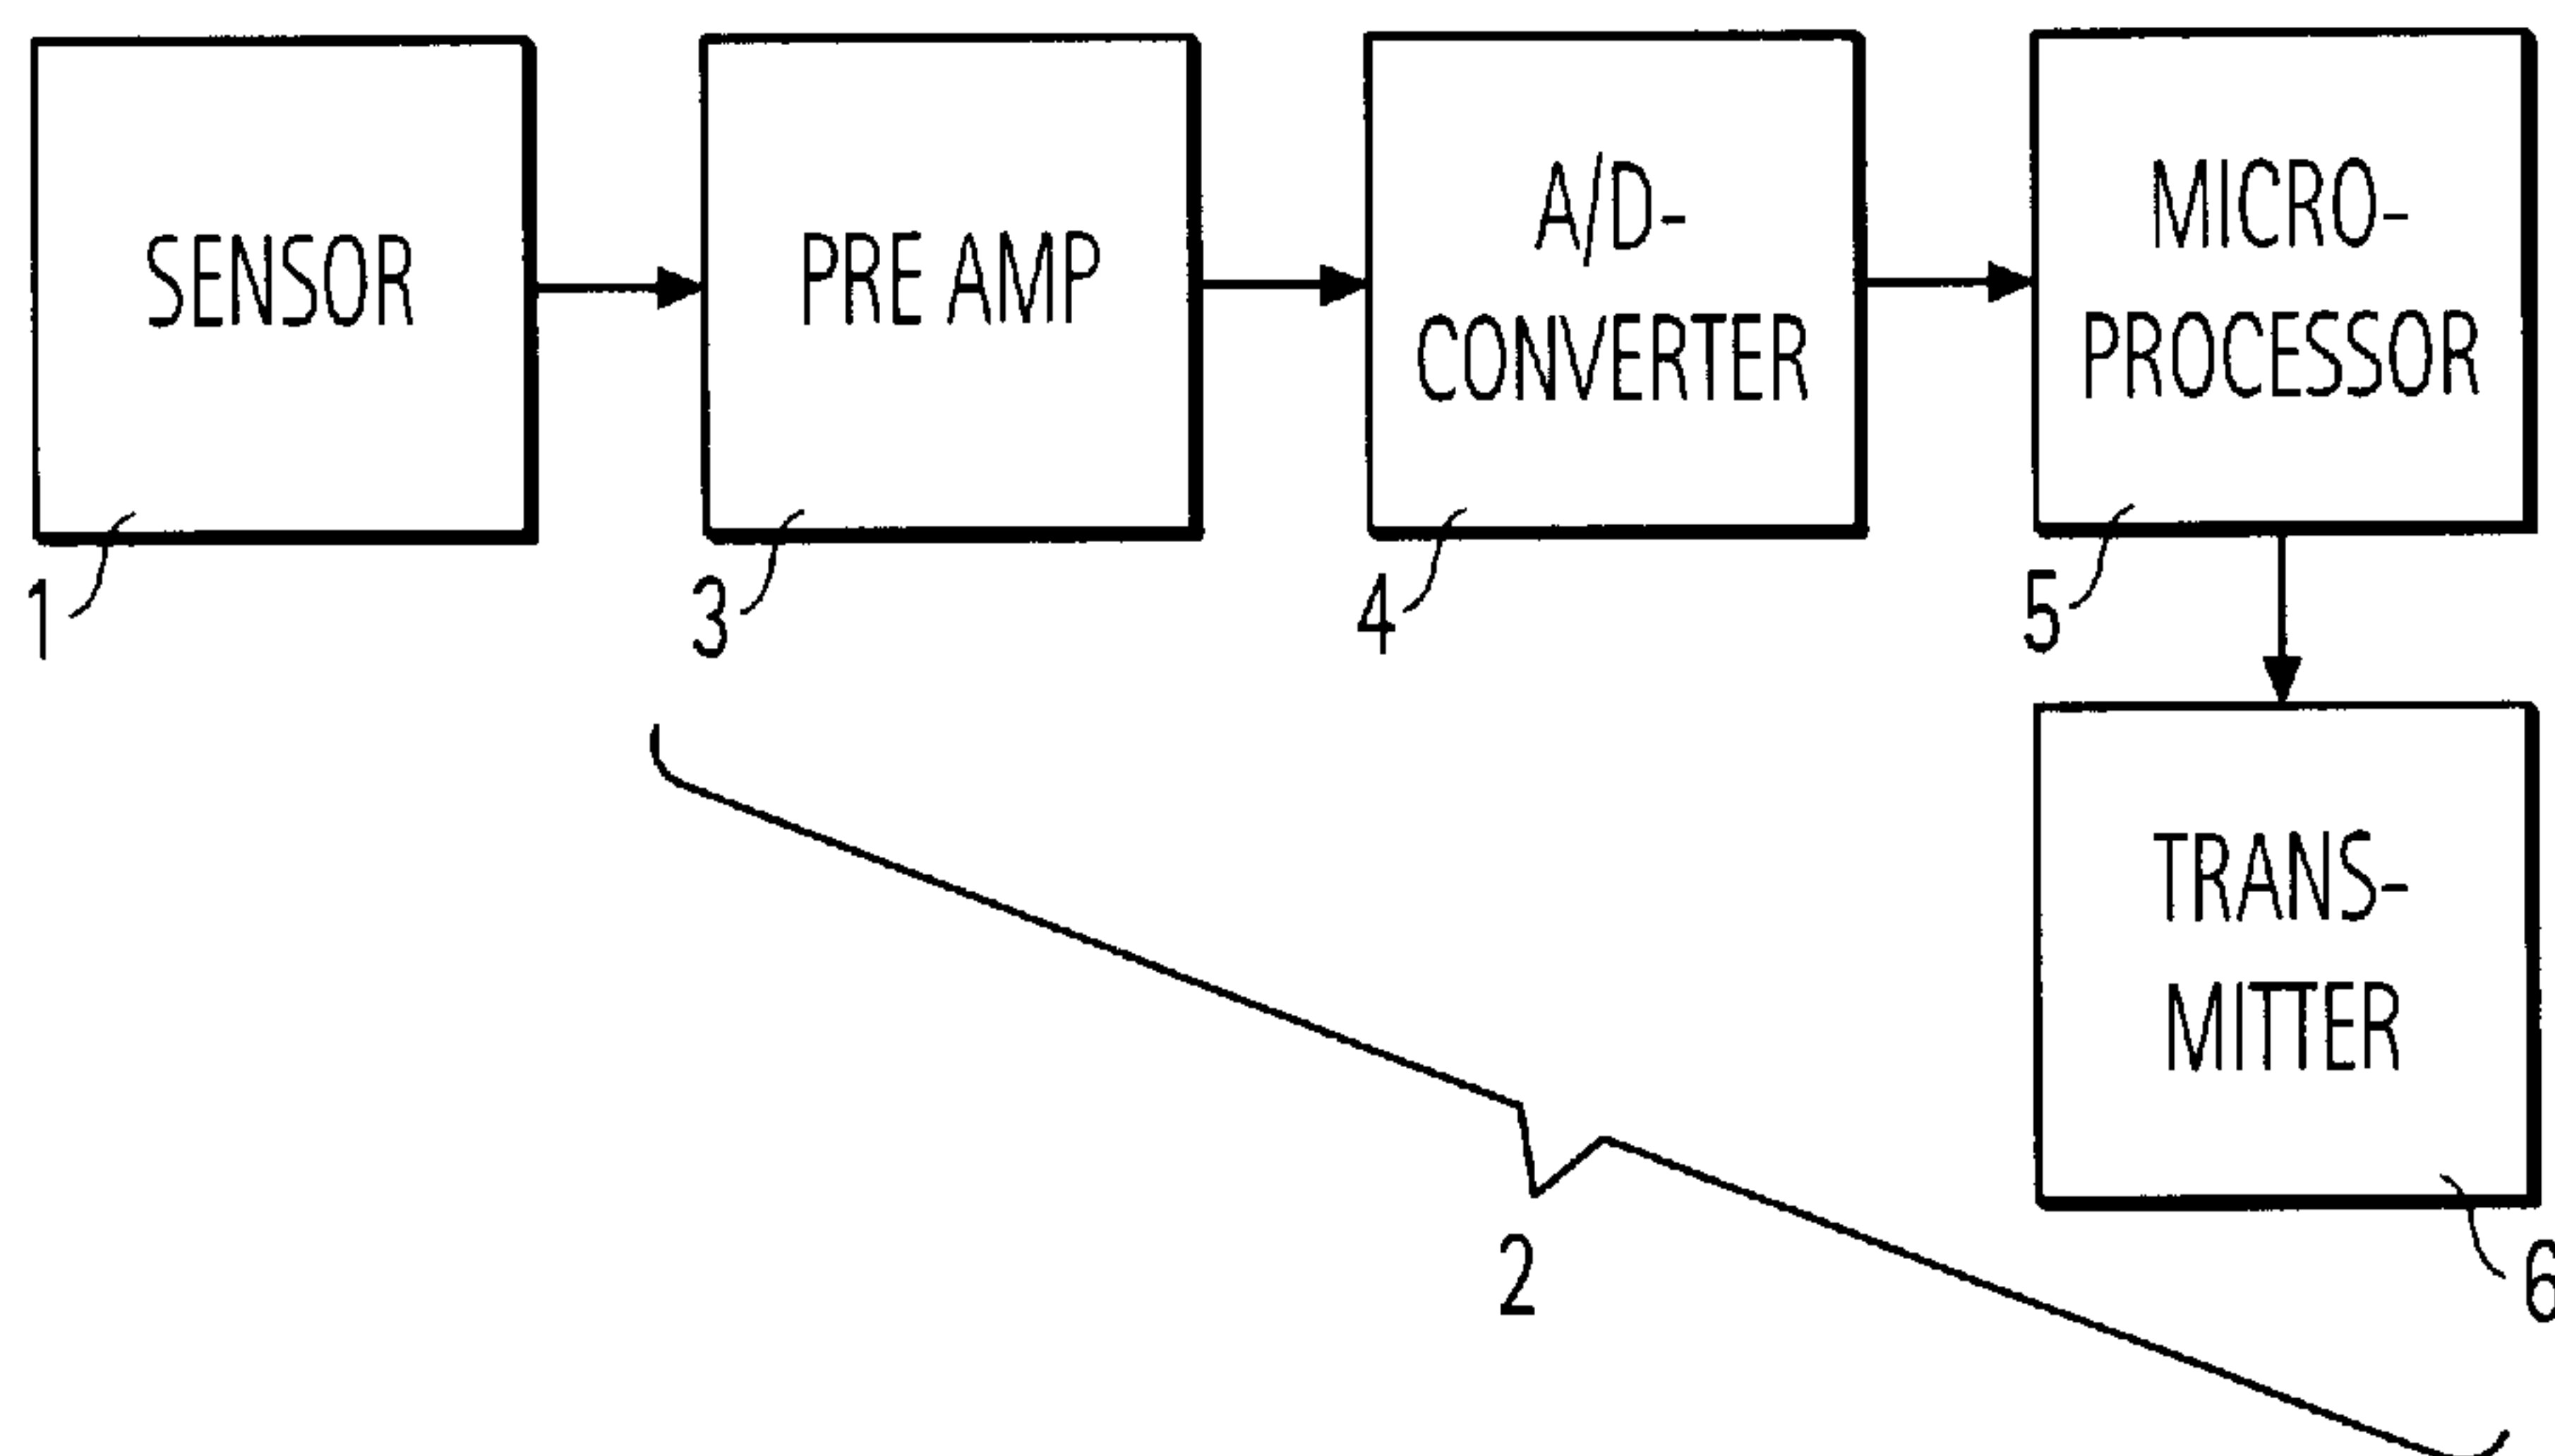 SENSOR
PRE AMP
A/D-
CONVERTER
MICRO-
PROCESSOR
1
3
4
5
TRANS-
MITTER
2
6